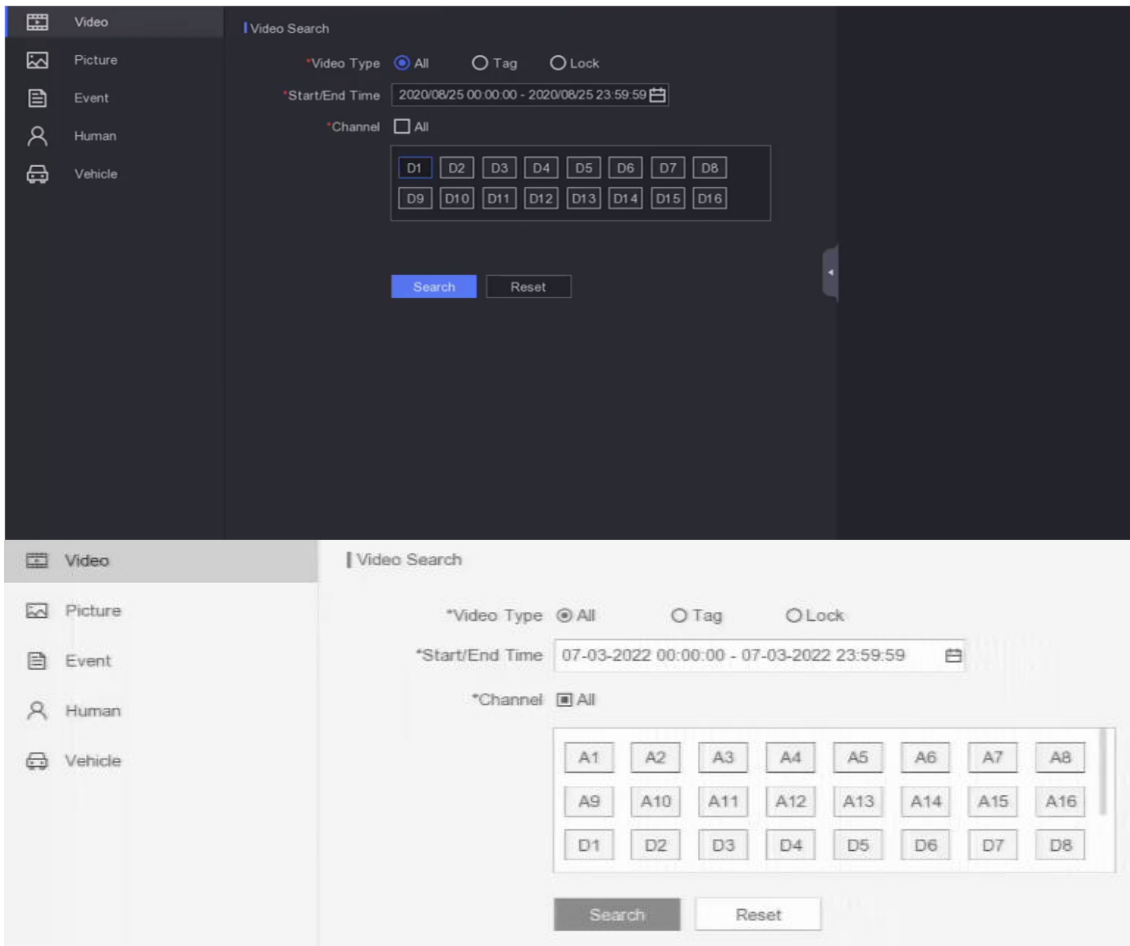 Video
Picture
Event
Human
Vehicle
Video Search
*Video Type All Tag Lock
*Start/End Time 2020/08/25 00:00:00 - 2020/08/25 23:59:59
*Channel All
D1 D2 D3 D4 D5 D6 D7 D8
D9 D10 D11 D12 D13 D14 D15 D16
Search Reset
Video
Picture
Event
Human
Vehicle
Video Search
*Video Type All Tag Lock
*Start/End Time 07-03-2022 00:00:00 - 07-03-2022 23:59:59
*Channel All
A1 A2 A3 A4 A5 A6 A7 A8
A9 A10 A11 A12 A13 A14 A15 A16
D1 D2 D3 D4 D5 D6 D7 D8
Search Reset